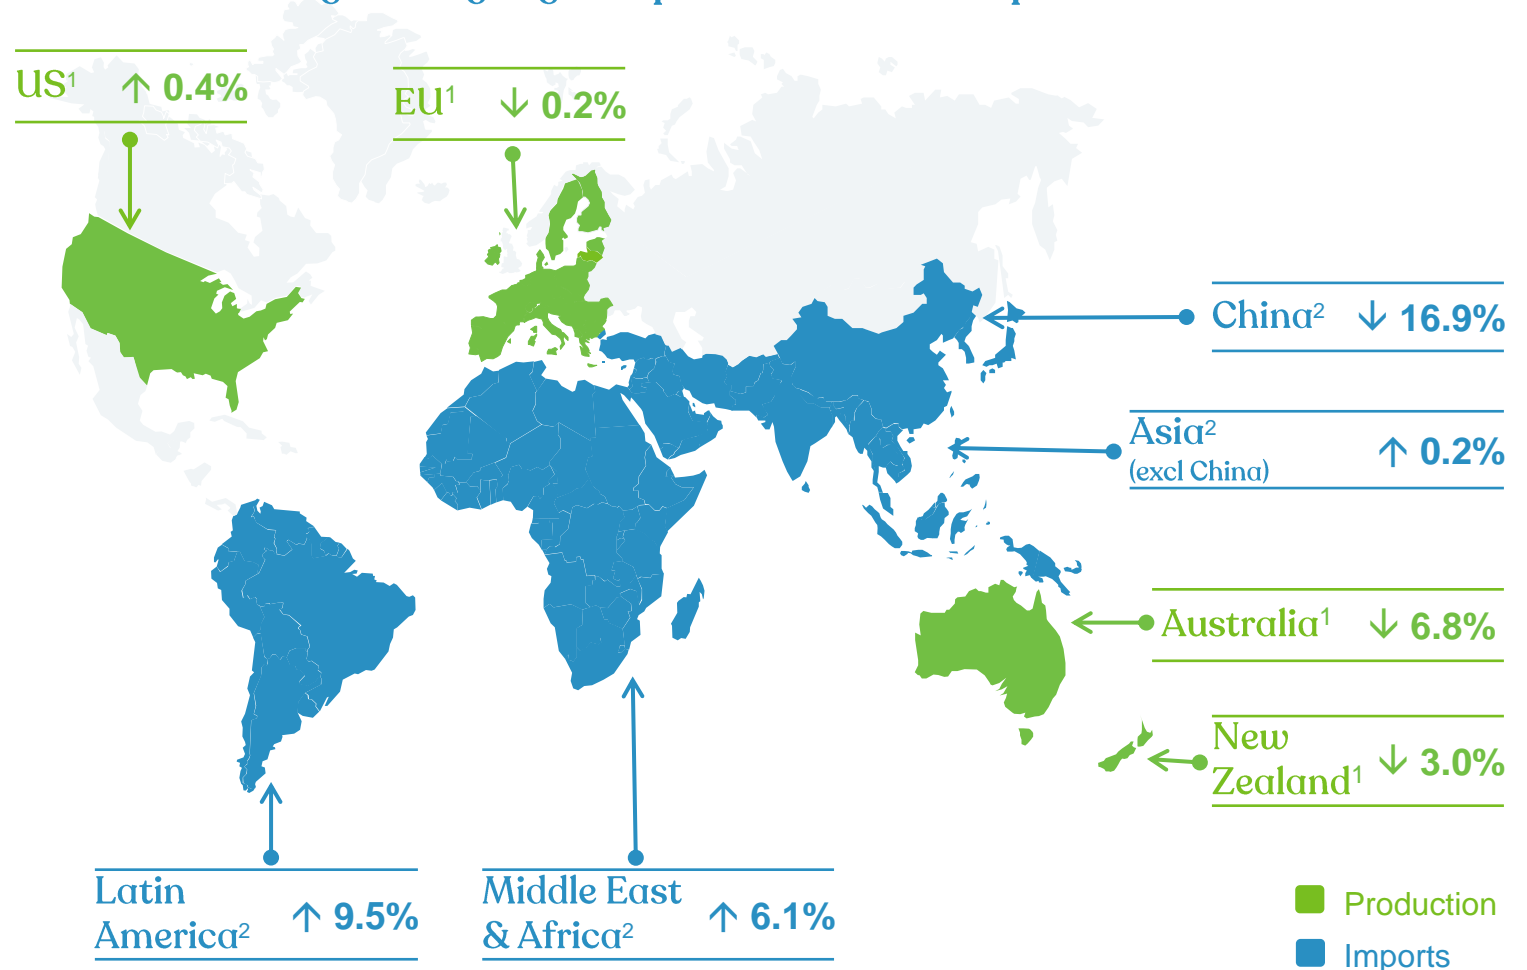 US¹ ↑ 0.4%
EU¹ ↓ 0.2%
China² ↓ 16.9%
Asia²
(excl China) ↑ 0.2%
Australia¹ ↓ 6.8%
New
Zealand¹ ↓ 3.0%
Latin
America² ↑ 9.5%
Middle East
& Africa² ↑ 6.1%
Production
Imports